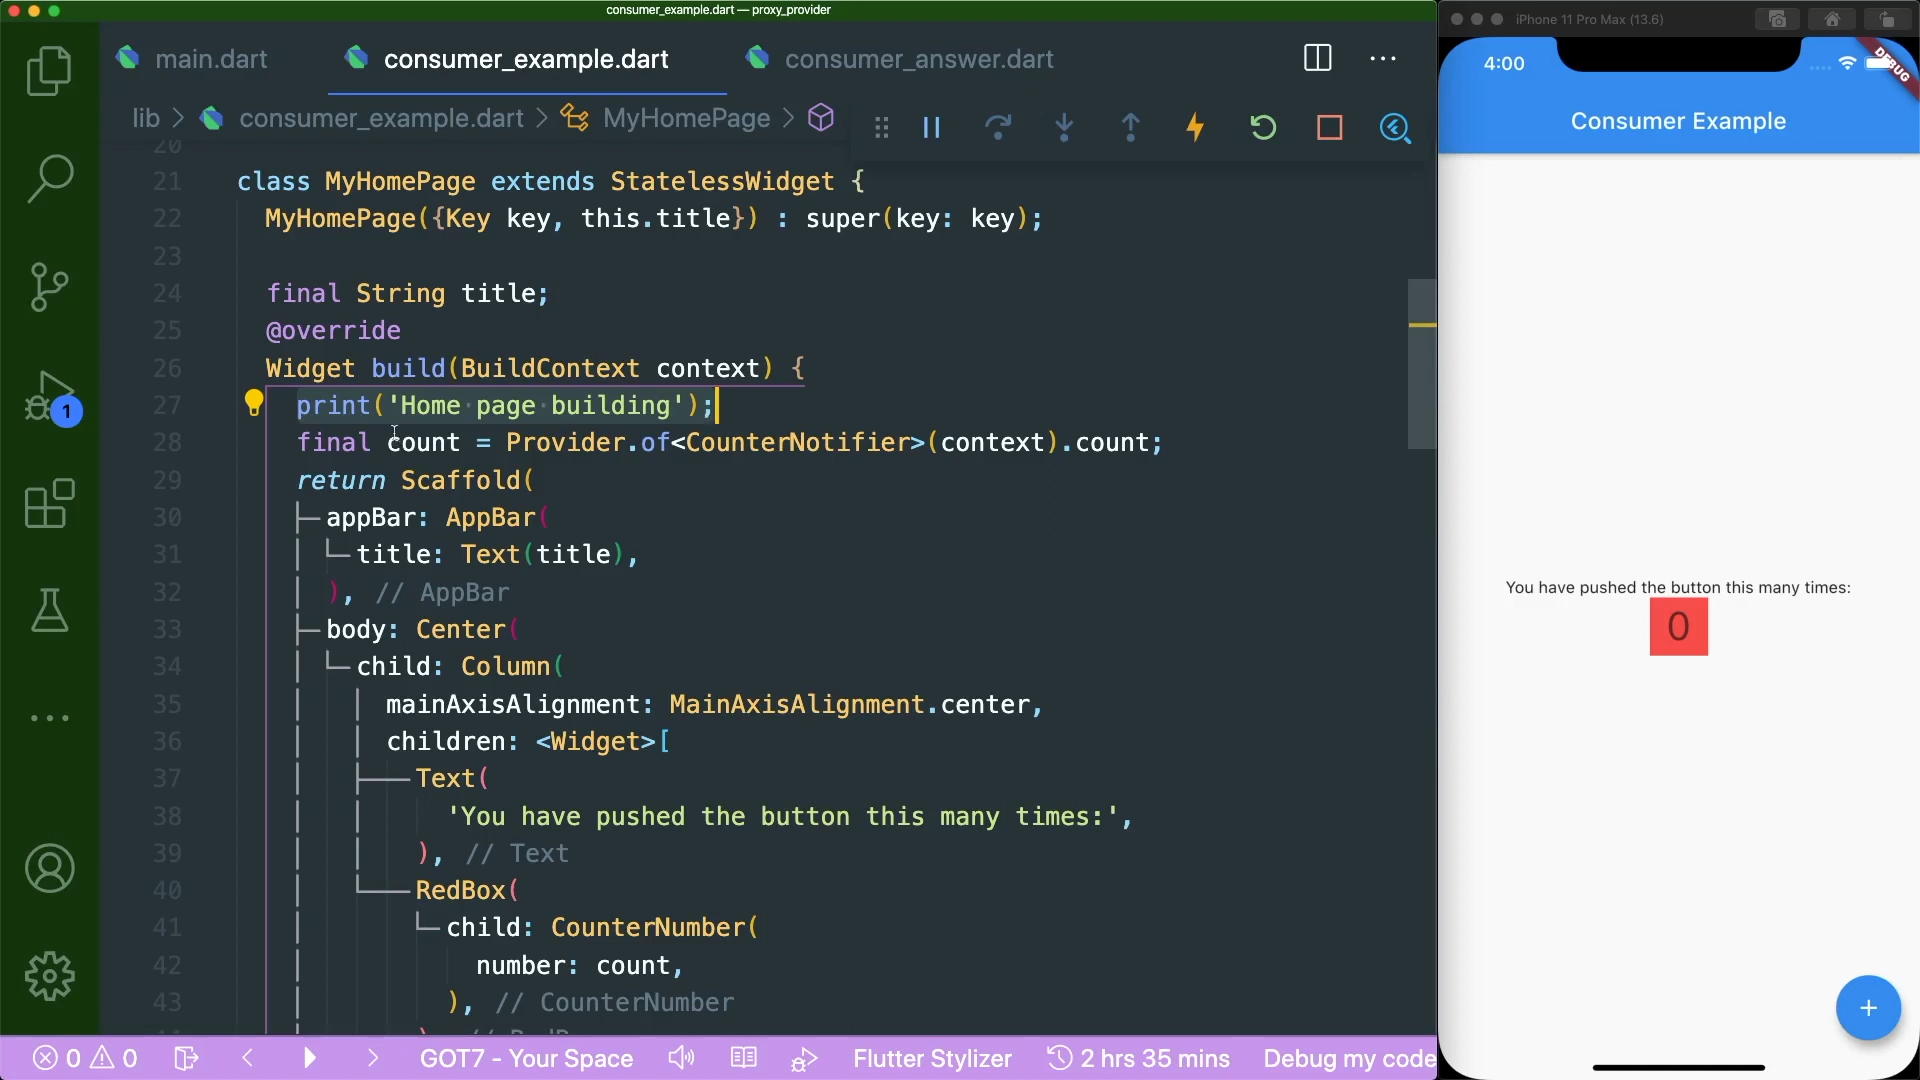 consumer_example.dart — proxy_provider
main.dart
consumer_example.dart
consumer_answer.dart
lib > consumer_example.dart > MyHomePage >
20
21 class MyHomePage extends StatelessWidget {
22 MyHomePage({Key key, this.title}) : super(key: key);
23
24 final String title;
25 @override
26 Widget build(BuildContext context) {
27 print('Home page building');
28 final count = Provider.of<CounterNotifier>(context).count;
29 return Scaffold(
30 appBar: AppBar(
31 title: Text(title),
32 ), // AppBar
33 body: Center(
34 child: Column(
35 mainAxisAlignment: MainAxisAlignment.center,
36 children: <Widget>[
37 Text(
38 'You have pushed the button this many times:',
39 ), // Text
40 RedBox(
41 child: CounterNumber(
42 number: count,
43 ), // CounterNumber
1
0 0 GOT7 - Your Space Flutter Stylizer 2 hrs 35 mins Debug my code
iPhone 11 Pro Max (13.6)
4:00
DEBUG
Consumer Example
You have pushed the button this many times:
0
+